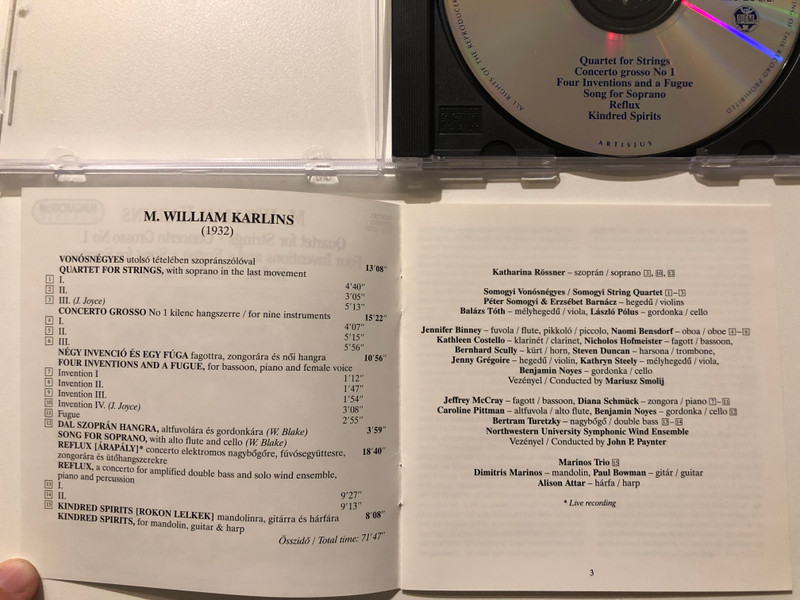 Quartet for Strings
Concerto grosso No 1
Four Inventions and a Fugue
Song for Soprano
Reflux
Kindred Spirits
ARTISJUS
ALL RIGHTS OF THE PRODUCER
OF THIS RECORD PROHIBITED
M. WILLIAM KARLINS
(1932)
VONÓSNÉGYES utolsó tételében szopránszólóval
QUARTET FOR STRINGS, with soprano in the last movement 13'08"
1 I. 4'40"
2 II. 3'05"
3 III. (J. Joyce) 5'13"
CONCERTO GROSSO No 1 kilenc hangszerre / for nine instruments 15'22"
4 I. 4'07"
5 II. 5'15"
6 III. 5'56"
NÉGY INVENCIÓ ÉS EGY FÚGA fagottra, zongorára és női hangra 10'56"
FOUR INVENTIONS AND A FUGUE, for bassoon, piano and female voice
7 Invention I 1'12"
8 Invention II. 1'47"
9 Invention III. 1'54"
10 Invention IV. (J. Joyce) 3'08"
11 Fugue 2'55"
12 DAL SZOPRÁN HANGRA, altfuvolára és gordonkára (W. Blake) 3'59"
SONG FOR SOPRANO, with alto flute and cello (W. Blake)
REFLUX [ÁRAPÁLY]* concerto elektromos nagybőgőre, fúvósegyüttesre, 18'40"
zongorára és ütőhangszerekre
REFLUX, a concerto for amplified double bass and solo wind ensemble,
piano and percussion
13 I. 9'27"
14 II. 9'13"
15 KINDRED SPIRITS [ROKON LELKEK] mandolinra, gitárra és hárfára 8'08"
KINDRED SPIRITS, for mandolin, guitar & harp
Összidő / Total time: 71'47"
Katharina Rössner – szoprán / soprano 3, 10, 12
Somogyi Vonósnégyes / Somogyi String Quartet 1–3
Péter Somogyi & Erzsébet Barnácz – hegedű / violins
Balázs Tóth – mélyhegedű / viola, László Pólus – gordonka / cello
Jennifer Binney – fuvola / flute, pikkoló / piccolo, Naomi Bensdorf – oboa / oboe 4–6
Kathleen Costello – klarinét / clarinet, Nicholos Hofmeister – fagott / bassoon,
Bernhard Scully – kürt / horn, Steven Duncan – harsona / trombone,
Jenny Grégoire – hegedű / violin, Kathryn Steely – mélyhegedű / viola,
Benjamin Noyes – gordonka / cello
Vezényel / Conducted by Mariusz Smolij
Jeffrey McCray – fagott / bassoon, Diana Schmück – zongora / piano 7–11
Caroline Pittman – altfuvola / alto flute, Benjamin Noyes – gordonka / cello 12
Bertram Turetzky – nagybőgő / double bass 13–14
Northwestern University Symphonic Wind Ensemble
Vezényel / Conducted by John P. Paynter
Marinos Trio 15
Dimitris Marinos – mandolin, Paul Bowman – gitár / guitar
Alison Attar – hárfa / harp
* Live recording
3